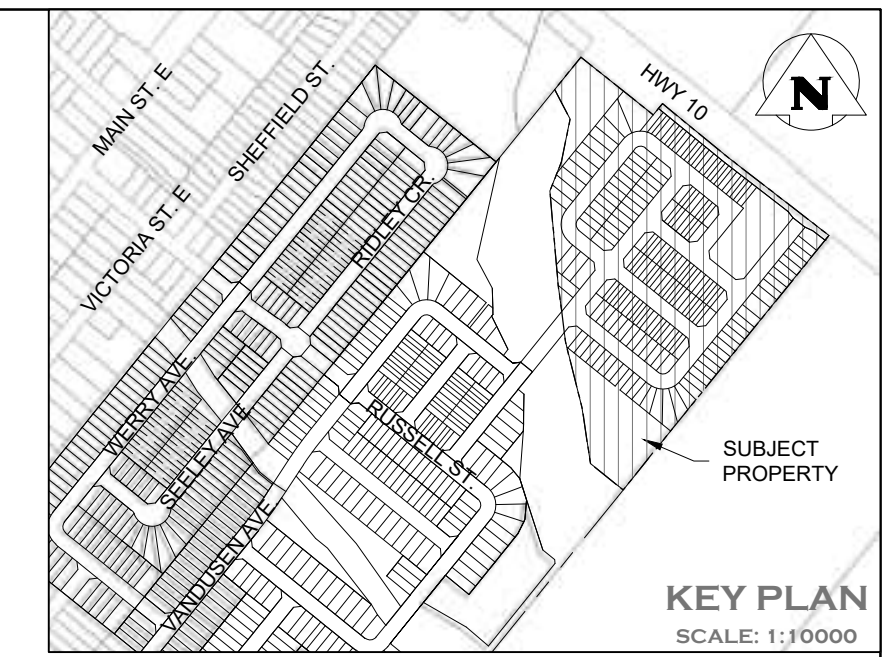 MAIN ST. E
SHEFFIELD ST.
HWY 10
N
VICTORIA ST. E
RIDLEY CR.
WERRY AVE.
SEELEY AVE
RUSSELL ST.
VANDUSEN AVE.
SUBJECT
PROPERTY
KEY PLAN
SCALE: 1:10000